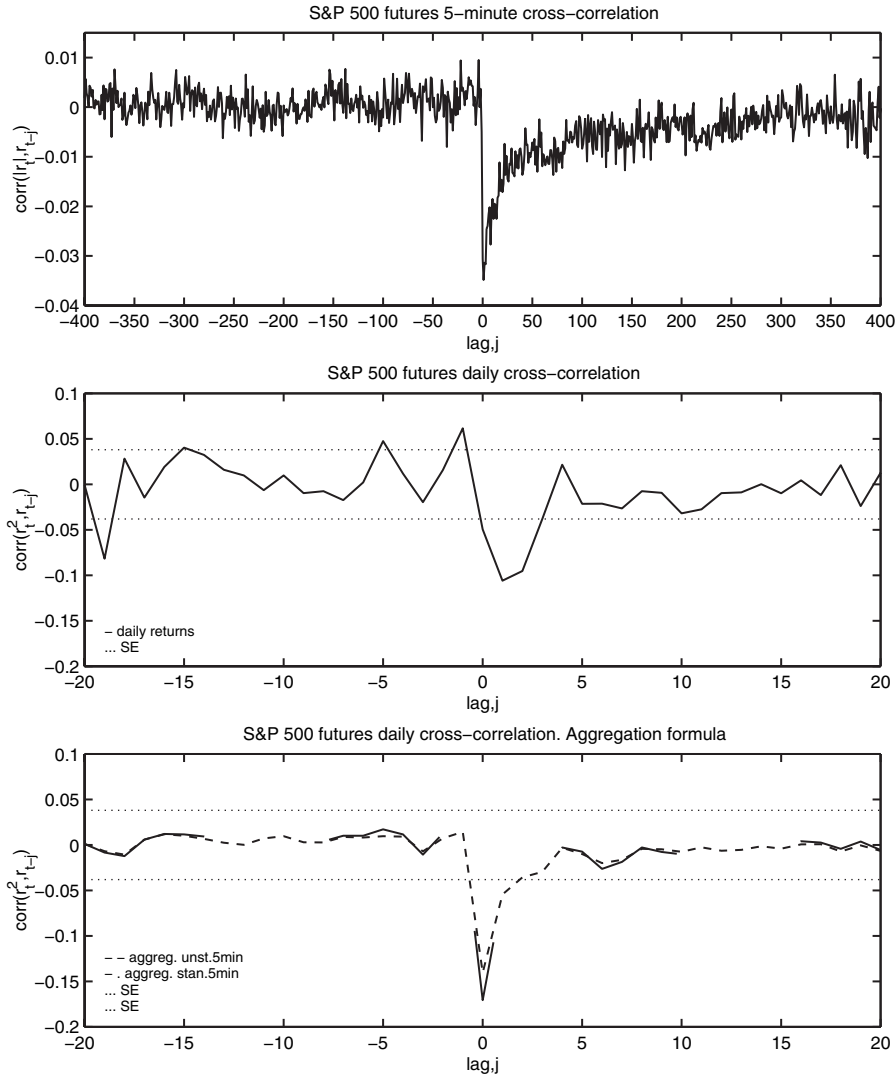 S&P 500 futures 5−minute cross−correlation
0.01
0
−0.01
−0.02
−0.03
−0.04
corr(|r_t|,r_{t−j})
−400 −350 −300 −250 −200 −150 −100 −50 0 50 100 150 200 250 300 350 400
lag,j
S&P 500 futures daily cross−correlation
0.1
0.05
0
−0.05
−0.1
−0.15
−0.2
corr(r_t^2,r_{t−j})
− daily returns
... SE
−20 −15 −10 −5 0 5 10 15 20
lag,j
S&P 500 futures daily cross−correlation. Aggregation formula
0.1
0.05
0
−0.05
−0.1
−0.15
−0.2
corr(r_t^2,r_{t−j})
− − aggreg. unst.5min
− . aggreg. stan.5min
... SE
... SE
−20 −15 −10 −5 0 5 10 15 20
lag,j